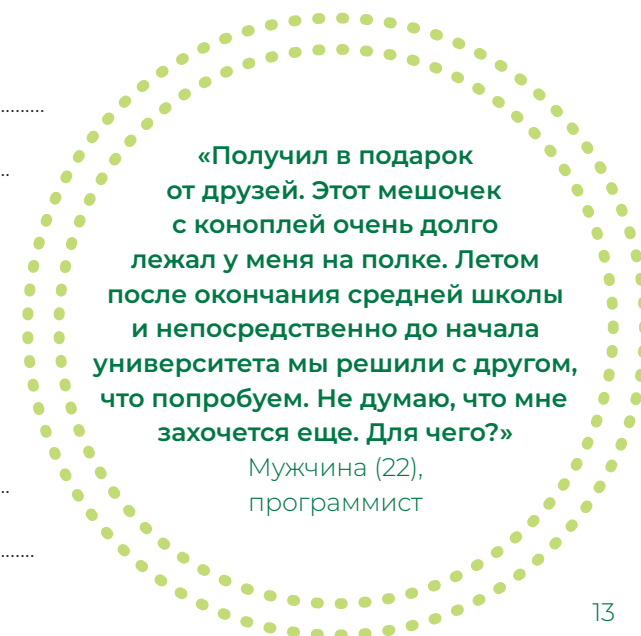 «Получил в подарок
от друзей. Этот мешочек
с коноплей очень долго
лежал у меня на полке. Летом
после окончания средней школы
и непосредственно до начала
университета мы решили с другом,
что попробуем. Не думаю, что мне
захочется еще. Для чего?»
Мужчина (22),
программист
13